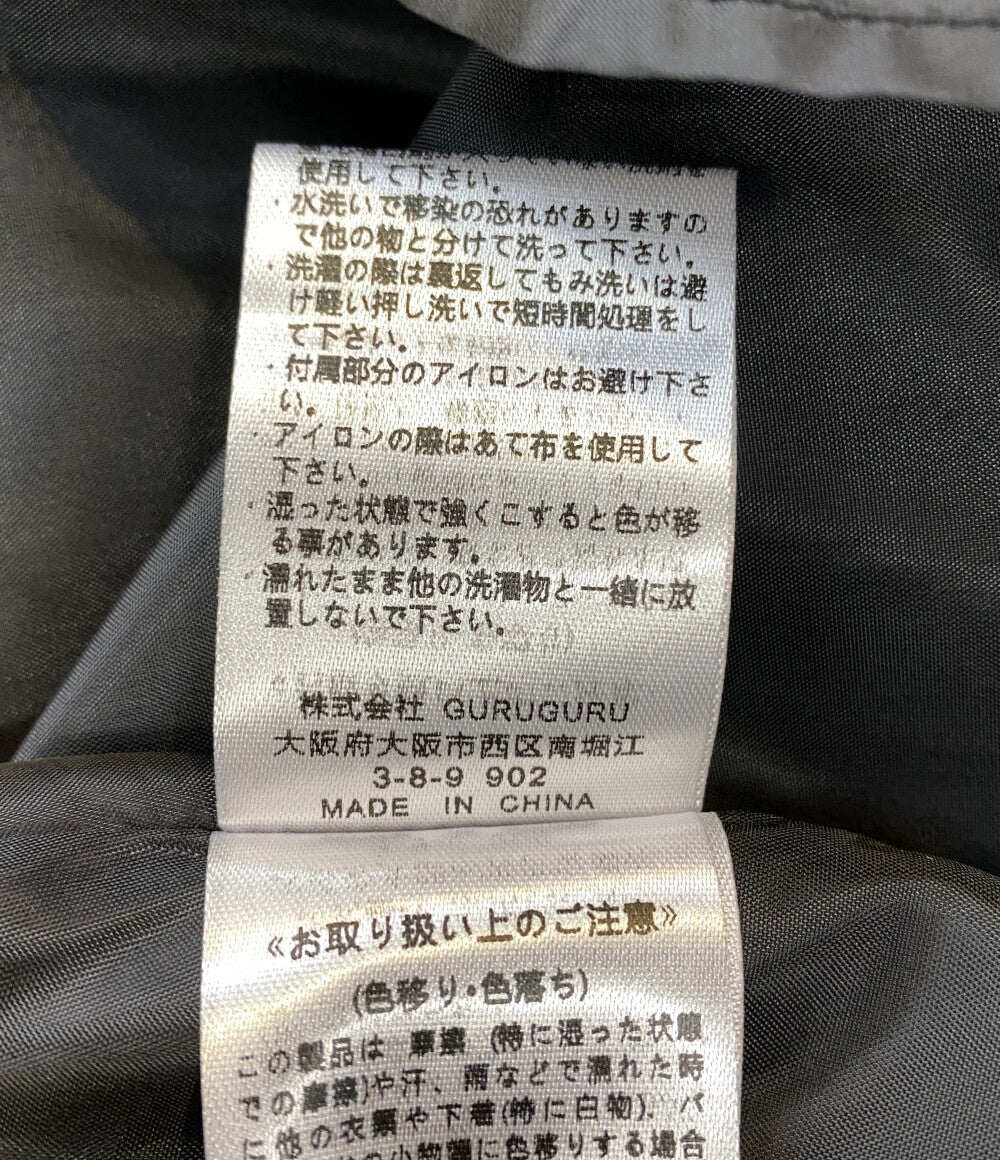 使用して下さい。
・水洗いで移染の恐れがありますの
で他の物と分けて洗って下さい。
・洗濯の際は裏返してもみ洗いは避
け軽い押し洗いで短時間処理をし
て下さい。
・付属部分のアイロンはお避け下さ
い。
・アイロンの際はあて布を使用して
下さい。
・湿った状態で強くこすると色が移
る事があります。
・濡れたまま他の洗濯物と一緒に放
置しないで下さい。
株式会社 GURUGURU
大阪府大阪市西区南堀江
3-8-9 902
MADE IN CHINA
《お取り扱い上のご注意》
(色移り・色落ち)
この製品は 摩擦 (特に湿った状態
での摩擦)や汗、雨などで濡れた時
に他の衣類や下着(特に白物)、バ
の小物類に色移りする場合